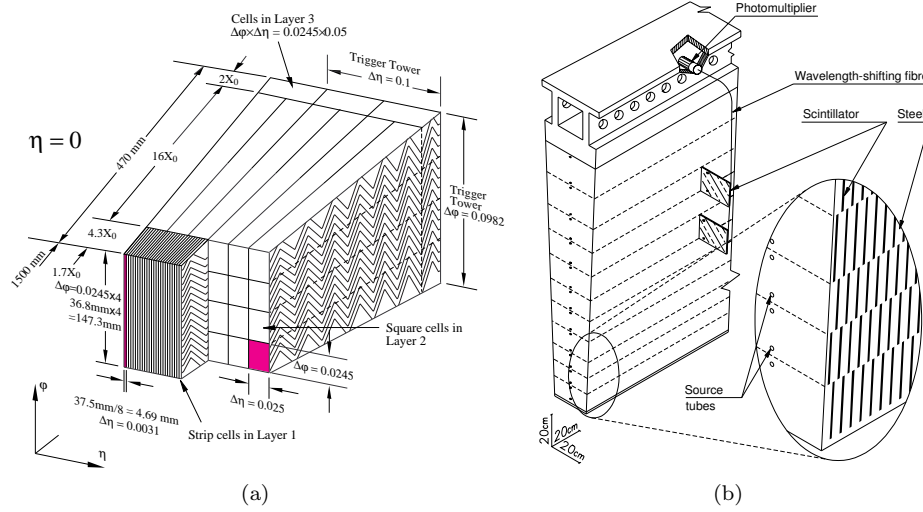 Cells in Layer 3
Δφ×Δη = 0.0245×0.05
Trigger Tower
Δη = 0.1
2X₀
470 mm
η = 0
16X₀
Trigger
Tower
Δφ = 0.0982
4.3X₀
1500 mm
1.7X₀
Δφ=0.0245x4
36.8mmx4
=147.3mm
Square cells in
Layer 2
Δφ = 0.0245
Δη = 0.025
37.5mm/8 = 4.69 mm
Δη = 0.0031
Strip cells in Layer 1
φ
η
(a)
Photomultiplier
Wavelength-shifting fibre
Scintillator
Steel
Source
tubes
20cm
20cm
20cm
(b)